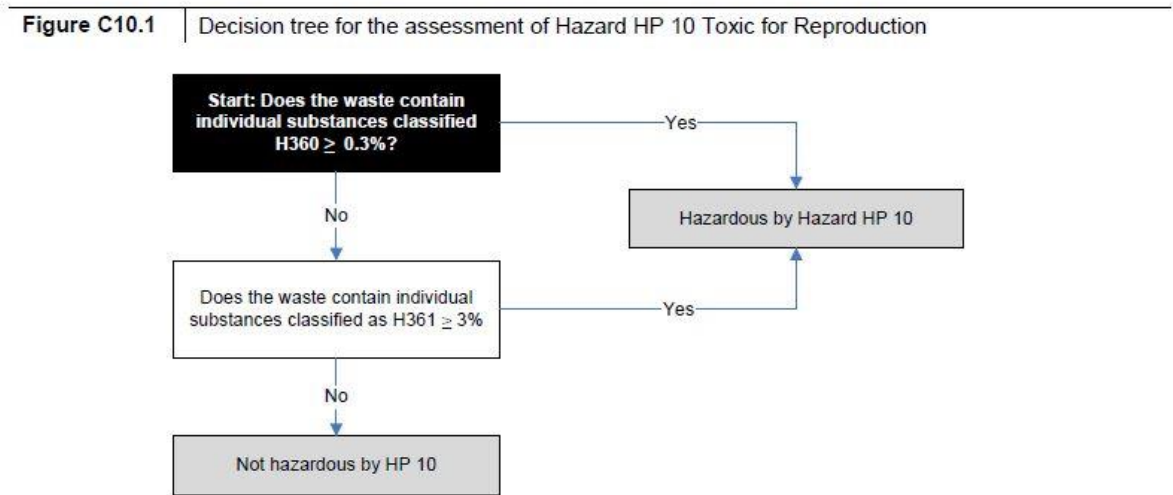 Figure C10.1 Decision tree for the assessment of Hazard HP 10 Toxic for Reproduction
Start: Does the waste contain
individual substances classified
H360 ≥ 0.3%?
Yes
Hazardous by Hazard HP 10
No
Does the waste contain individual
substances classified as H361 ≥ 3%
Yes
No
Not hazardous by HP 10